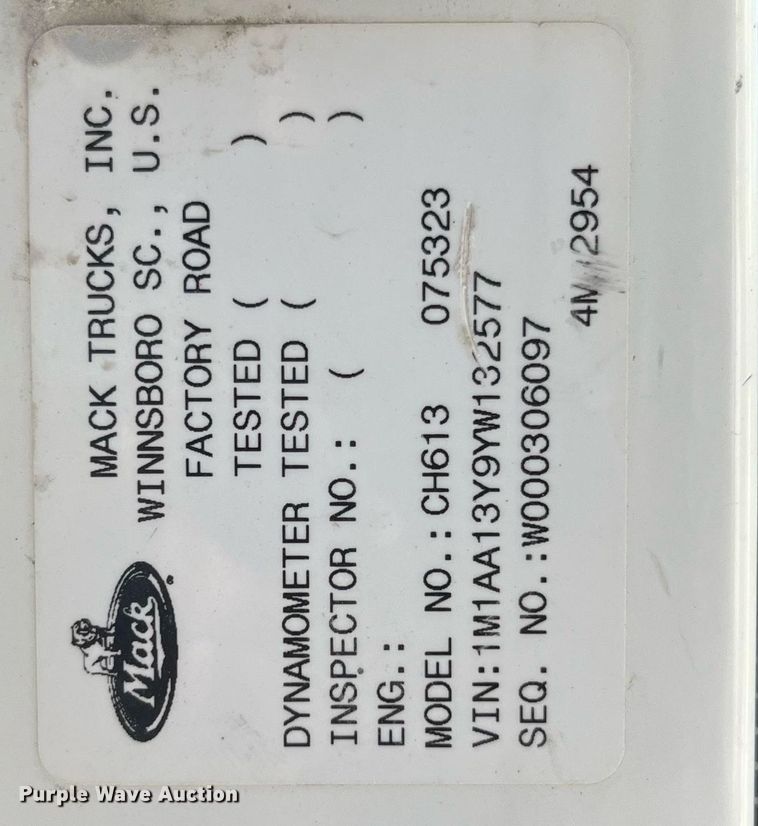 Mack
®
MACK TRUCKS, INC.
WINNSBORO SC., U.S.
FACTORY ROAD
TESTED ( )
DYNAMOMETER TESTED ( )
INSPECTOR NO.: ( )
ENG.:
MODEL NO.: CH613 075323
VIN:1M1AA13Y9YW132577
SEQ. NO.:W000306097
2954
Purple Wave Auction